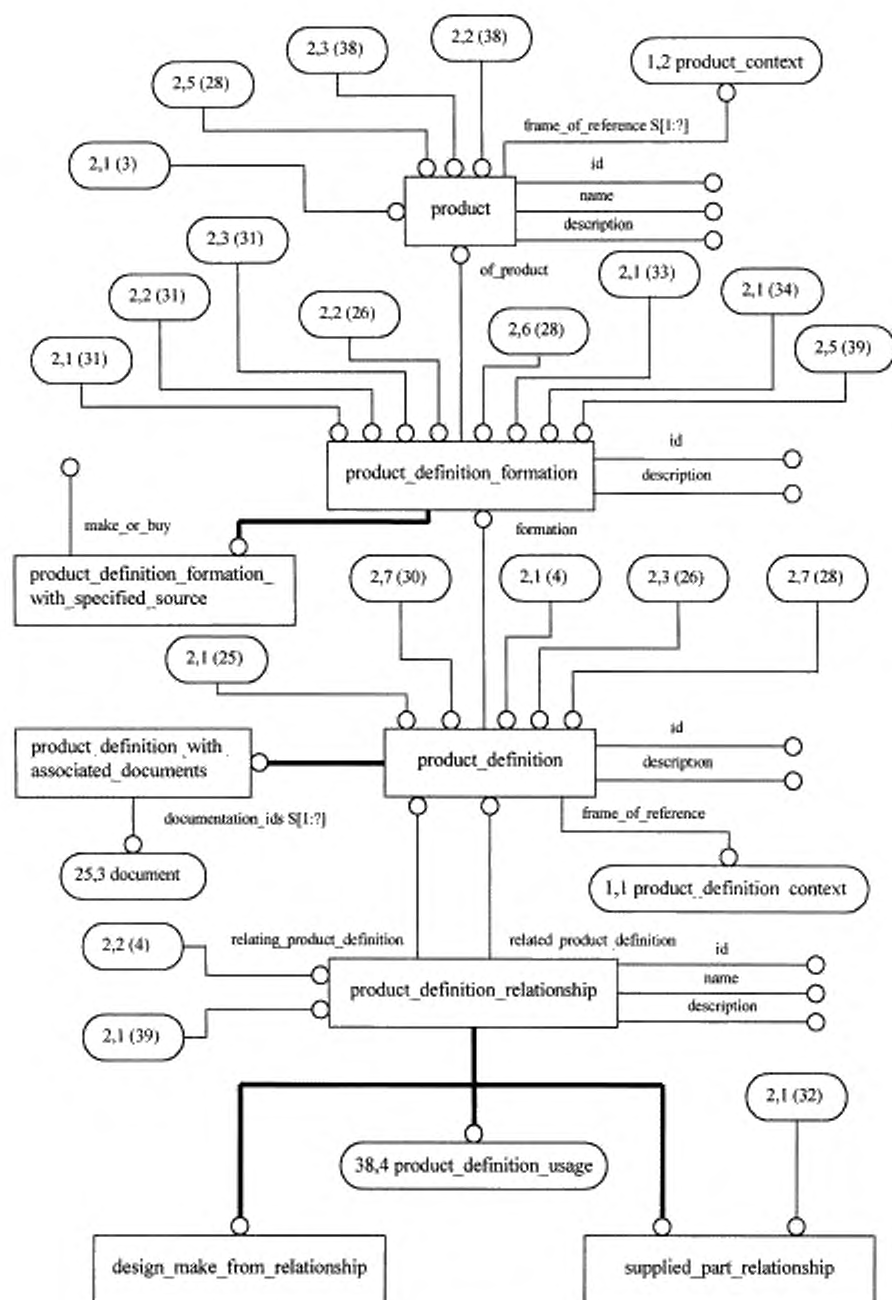 2,2 (38)
2,3 (38)
1,2 product_context
2,5 (28)
frame_of_reference S[1:?]
2,1 (3)
id
name
product
description
2,3 (31)
of_product
2,1 (33)
2,2 (31)
2,1 (34)
2,2 (26)
2,6 (28)
2,1 (31)
2,5 (39)
id
product_definition_formation
description
make_or_buy
formation
product_definition_formation_
with_specified_source
2,7 (30)
2,1 (4)
2,3 (26)
2,7 (28)
2,1 (25)
id
product_definition_with
associated_documents
product_definition
description
documentation_ids S[1:?]
frame_of_reference
25,3 document
1,1 product_definition context
2,2 (4)
relating_product_definition
related_product_definition
id
name
product_definition_relationship
description
2,1 (39)
2,1 (32)
38,4 product_definition_usage
design_make_from_relationship
supplied_part_relationship